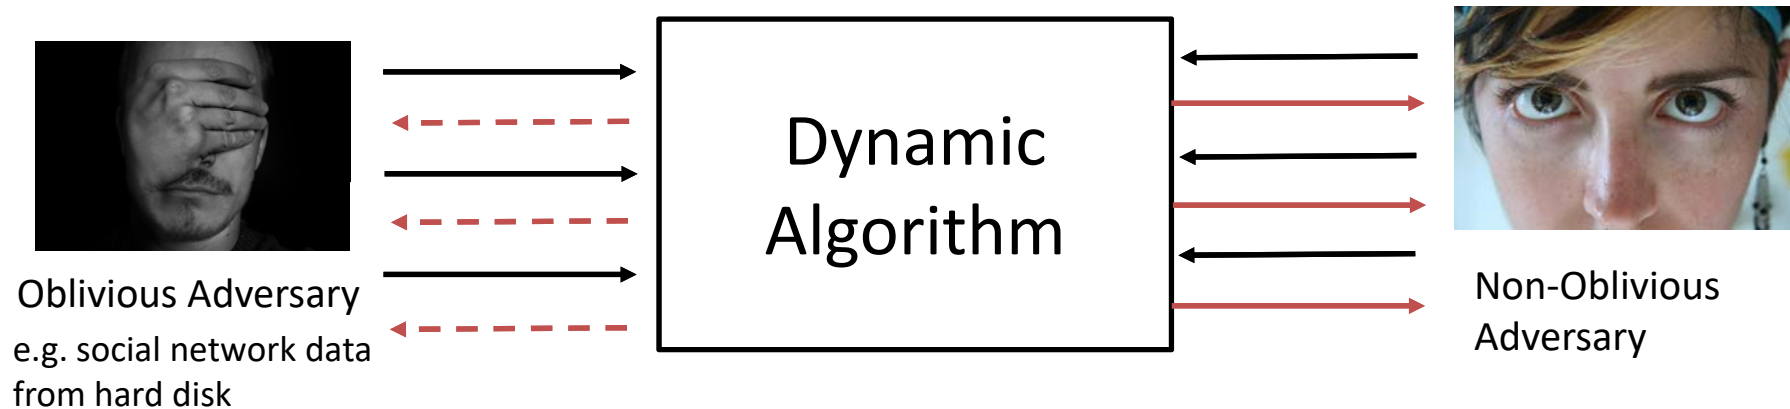 Dynamic
Algorithm
Oblivious Adversary
e.g. social network data
from hard disk
Non-Oblivious
Adversary